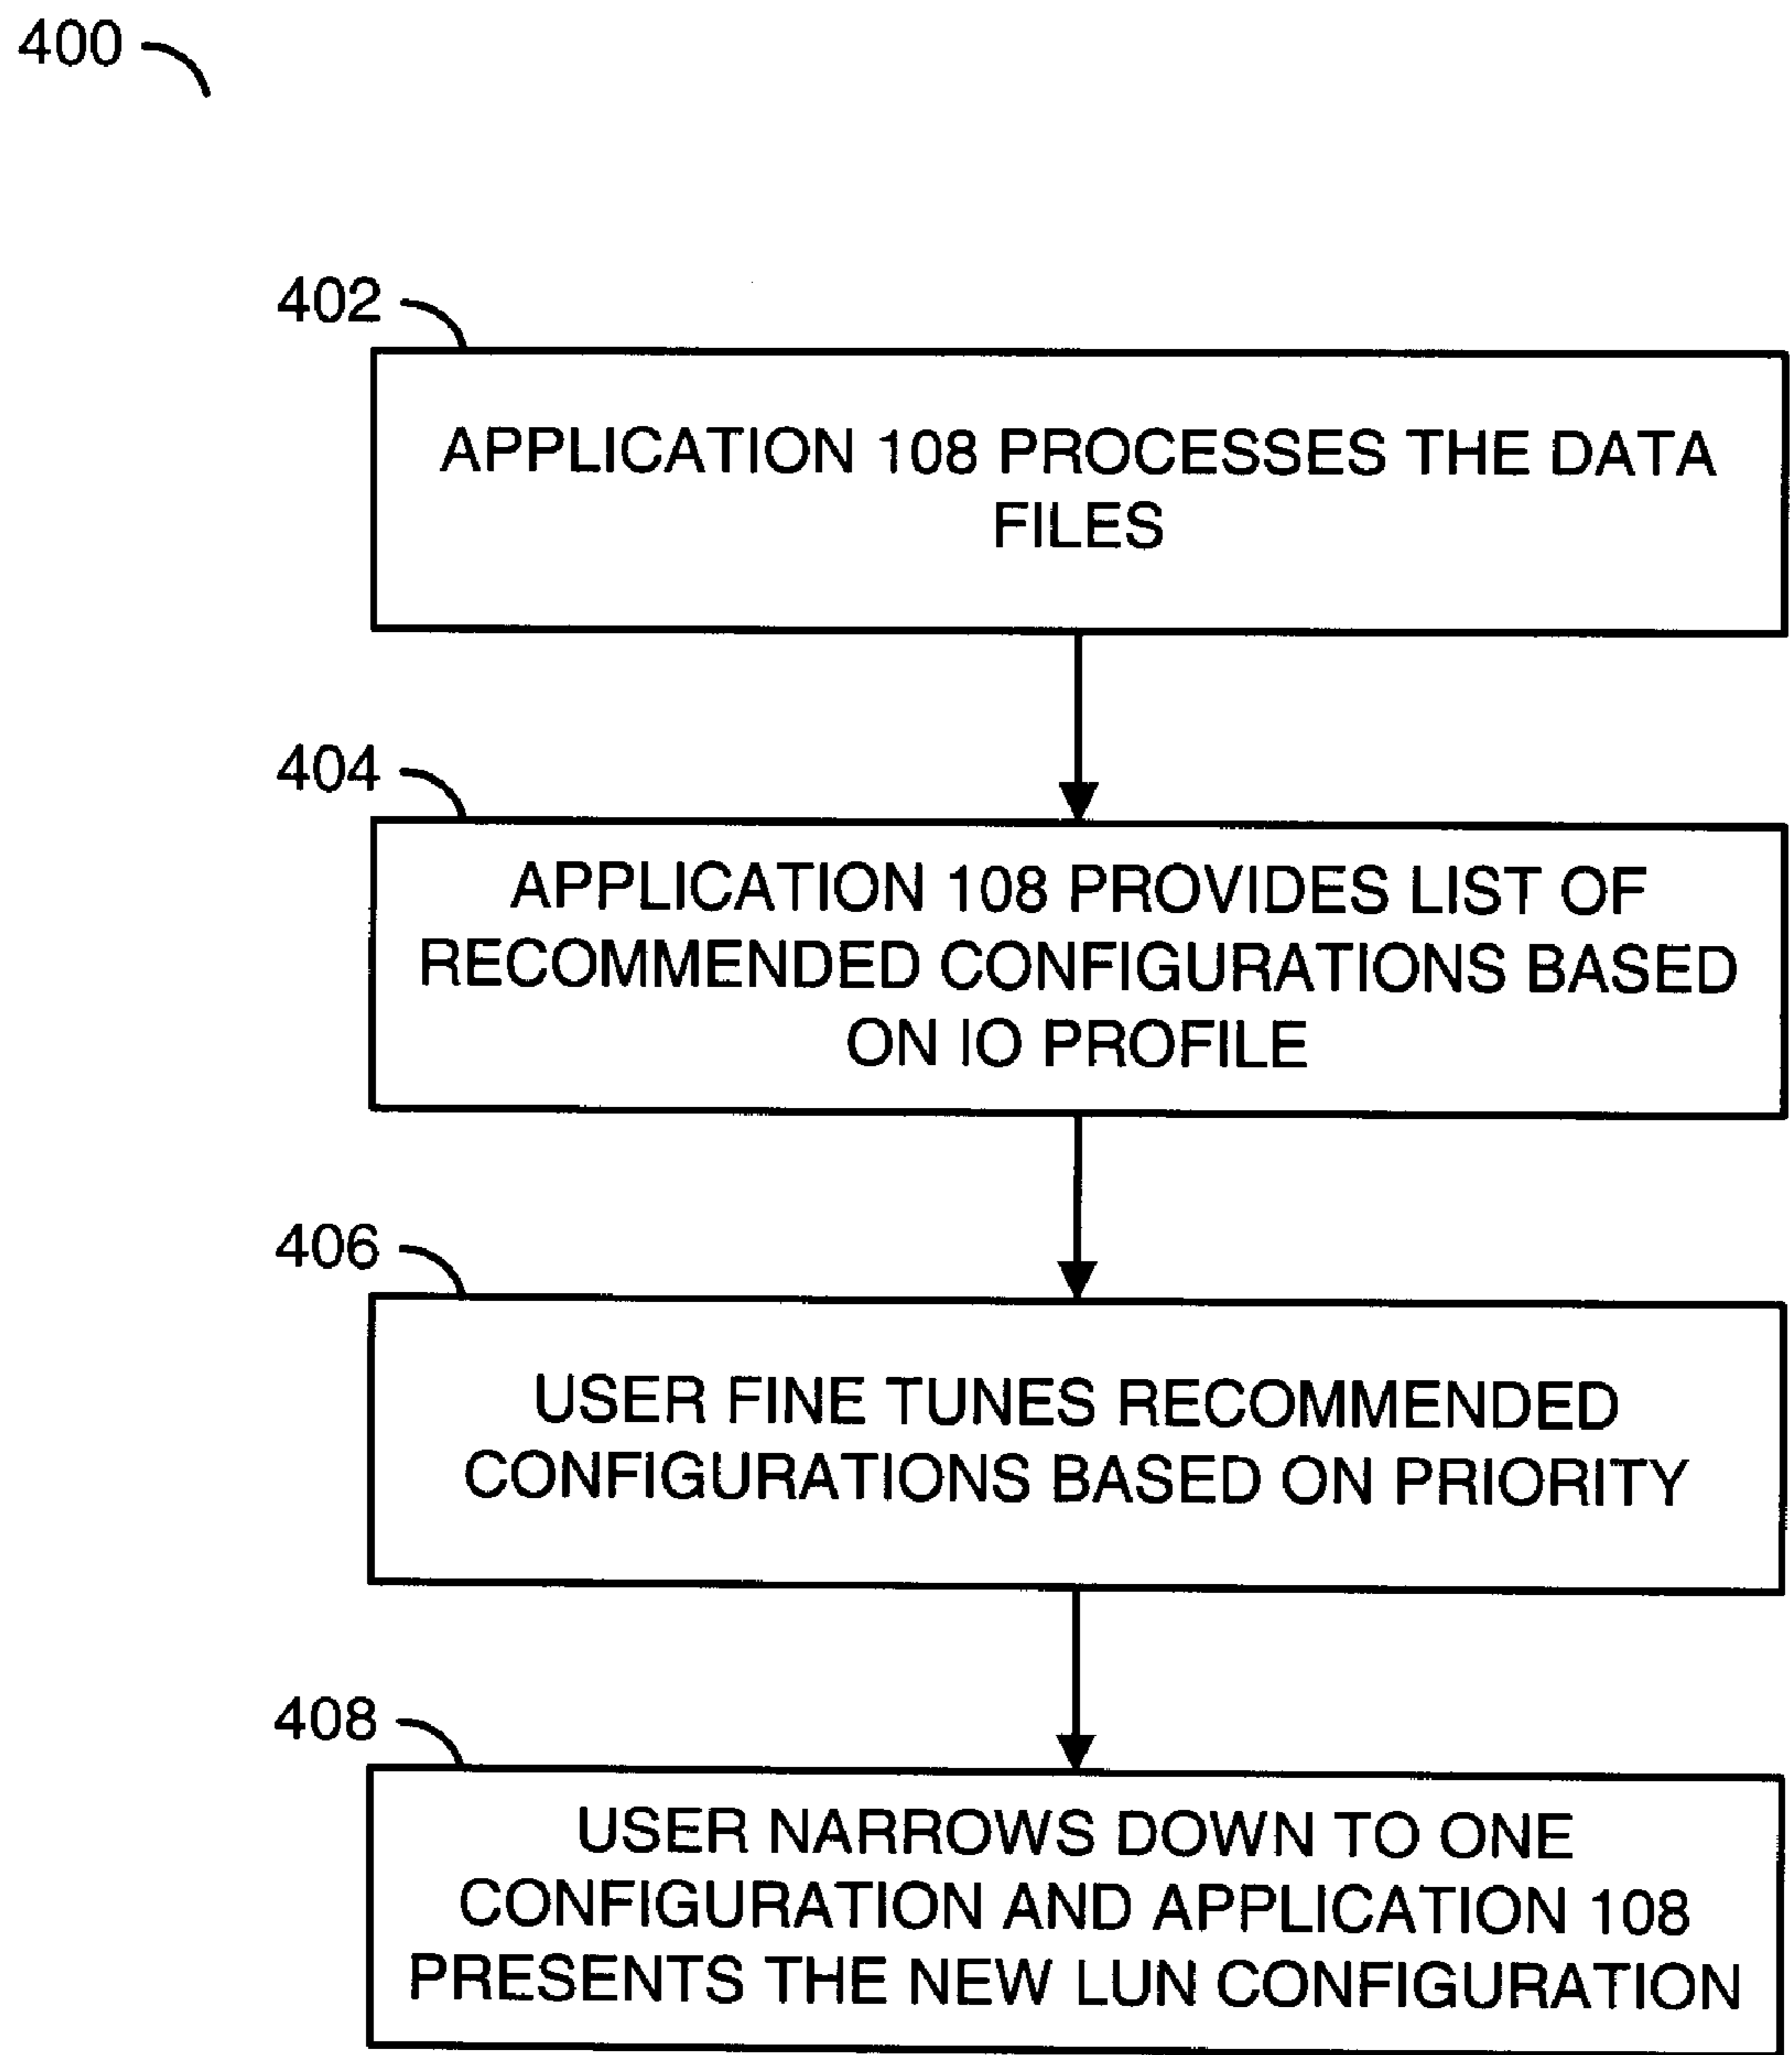 400
402
APPLICATION 108 PROCESSES THE DATA
FILES
404
APPLICATION 108 PROVIDES LIST OF
RECOMMENDED CONFIGURATIONS BASED
ON IO PROFILE
406
USER FINE TUNES RECOMMENDED
CONFIGURATIONS BASED ON PRIORITY
408
USER NARROWS DOWN TO ONE
CONFIGURATION AND APPLICATION 108
PRESENTS THE NEW LUN CONFIGURATION